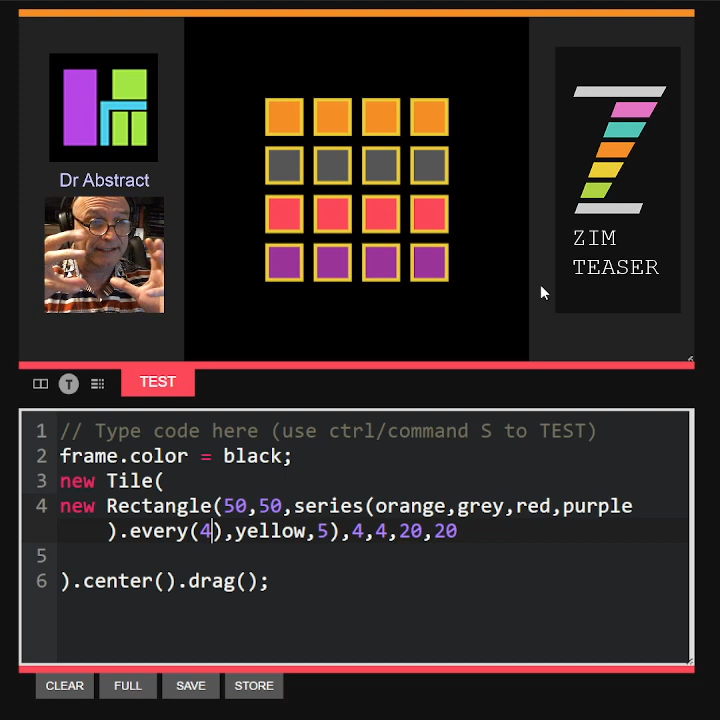 Dr Abstract
ZIM
TEASER
T
TEST
1 // Type code here (use ctrl/command S to TEST)
2 frame.color = black;
3 new Tile(
4 new Rectangle(50,50,series(orange,grey,red,purple
).every(4),yellow,5),4,4,20,20
5
6 ).center().drag();
CLEAR FULL SAVE STORE